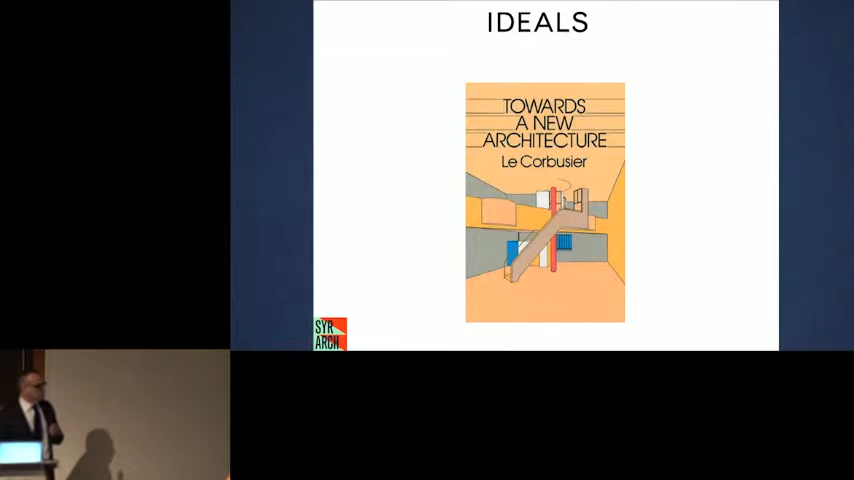 IDEALS
TOWARDS
A NEW
ARCHITECTURE
Le Corbusier
SYR
ARCH